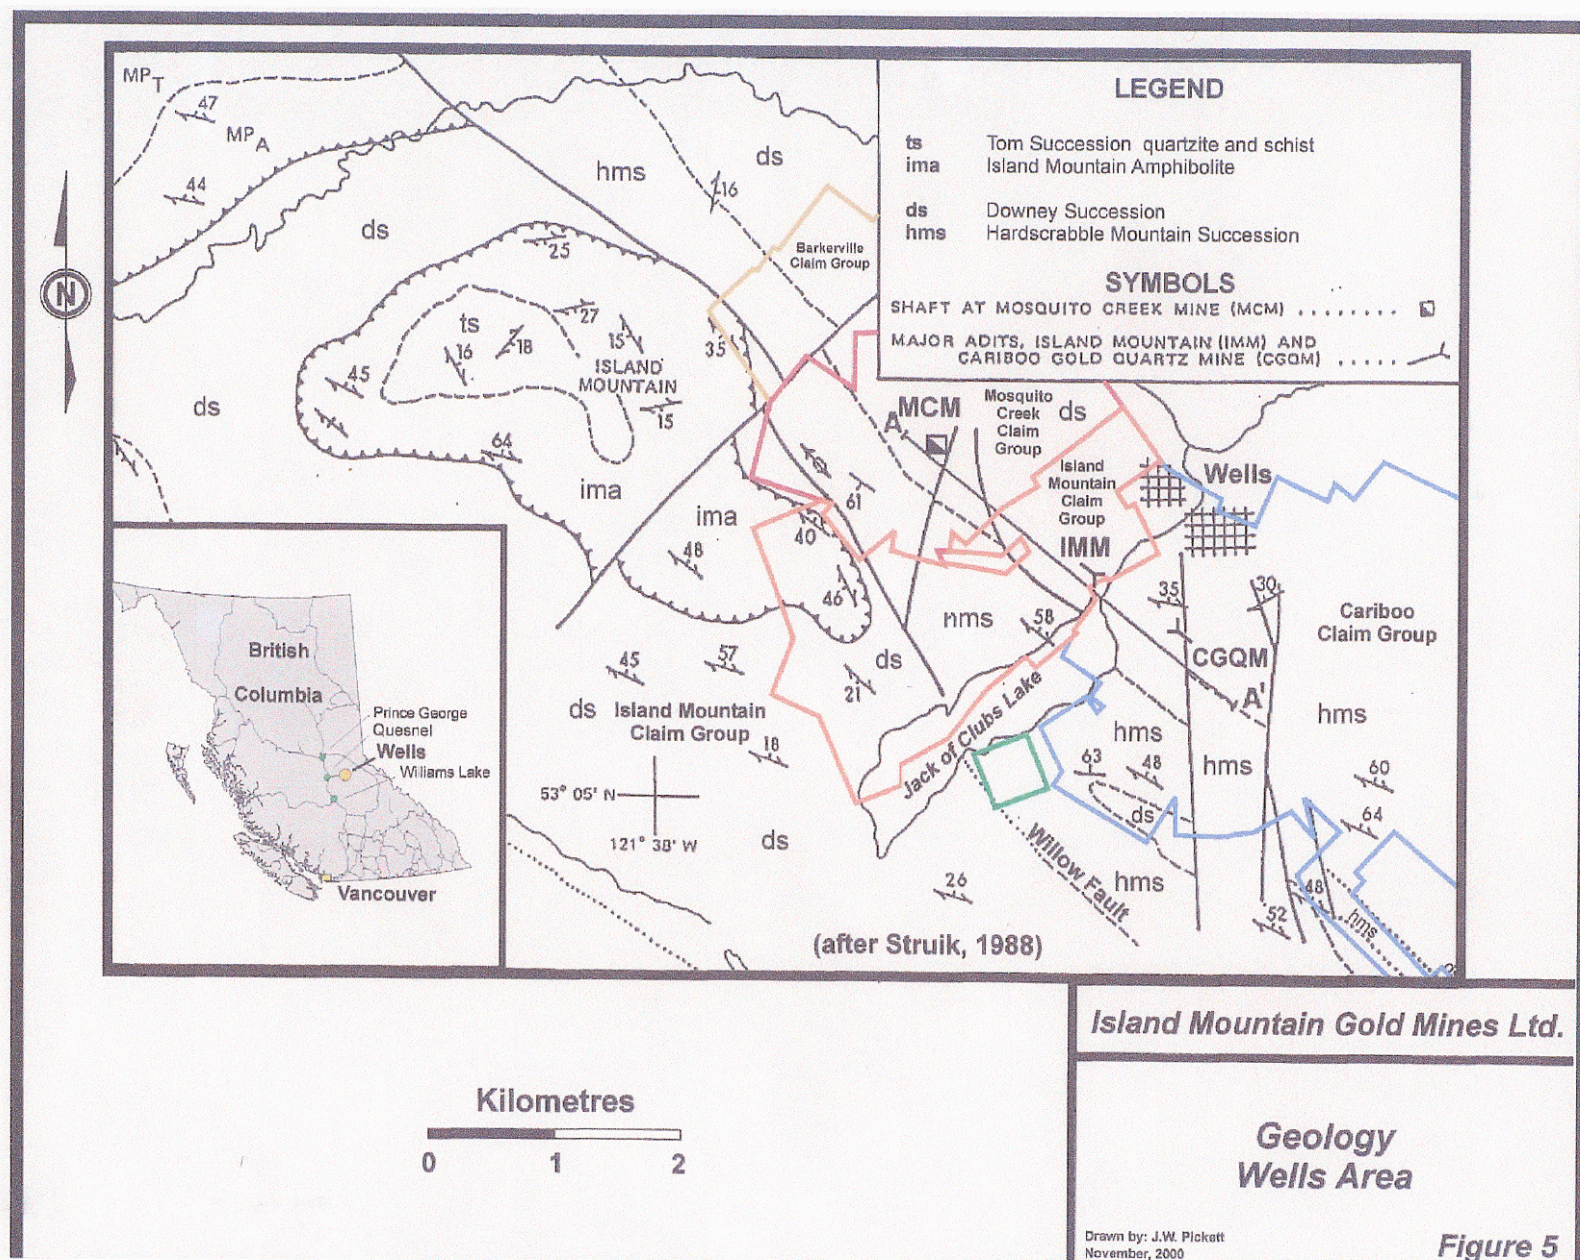 MPT
47
MPA
44
ds
hms
ds
16
25
ts
27
16
18
15
35
ISLAND
MOUNTAIN
45
15
ds
64
ima
ima
48
40
46
61
Barkerville
Claim Group
LEGEND
ts Tom Succession quartzite and schist
ima Island Mountain Amphibolite
ds Downey Succession
hms Hardscrabble Mountain Succession
SYMBOLS
SHAFT AT MOSQUITO CREEK MINE (MCM) ........
MAJOR ADITS, ISLAND MOUNTAIN (IMM) AND
CARIBOO GOLD QUARTZ MINE (CGQM) .....
N
A
MCM
Mosquito
Creek
Claim
Group
ds
Island
Mountain
Claim
Group
Wells
IMM
35
30
Cariboo
Claim Group
hms
58
CGQM
A'
45
57
ds
21
ds
Island Mountain
Claim Group
18
Jack of Clubs Lake
hms
hms
hms
63
48
60
64
ds
53° 05' N
121° 38' W
ds
Willow Fault
hms
26
48
hms
52
(after Struik, 1988)
British
Columbia
Prince George
Quesnel
Wells
Williams Lake
Vancouver
Kilometres
0 1 2
Island Mountain Gold Mines Ltd.
Geology
Wells Area
Drawn by: J.W. Pickett
November, 2000
Figure 5